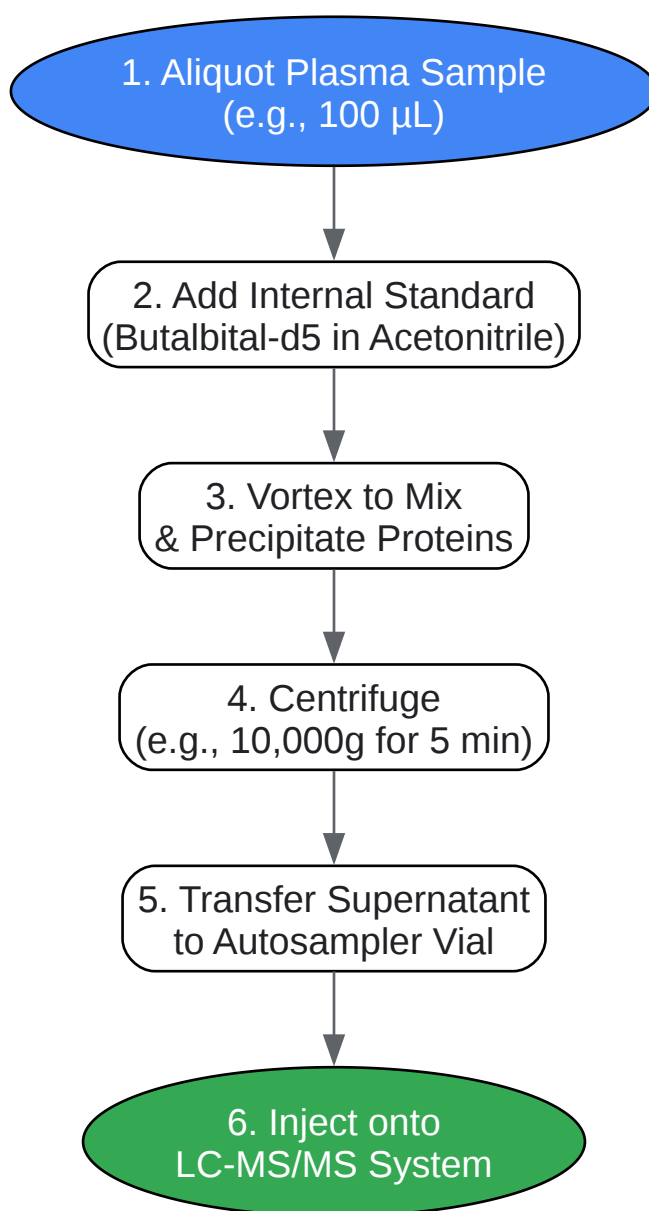 1. Aliquot Plasma Sample
(e.g., 100 µL)
2. Add Internal Standard
(Butalbital-d5 in Acetonitrile)
3. Vortex to Mix
& Precipitate Proteins
4. Centrifuge
(e.g., 10,000g for 5 min)
5. Transfer Supernatant
to Autosampler Vial
6. Inject onto
LC-MS/MS System